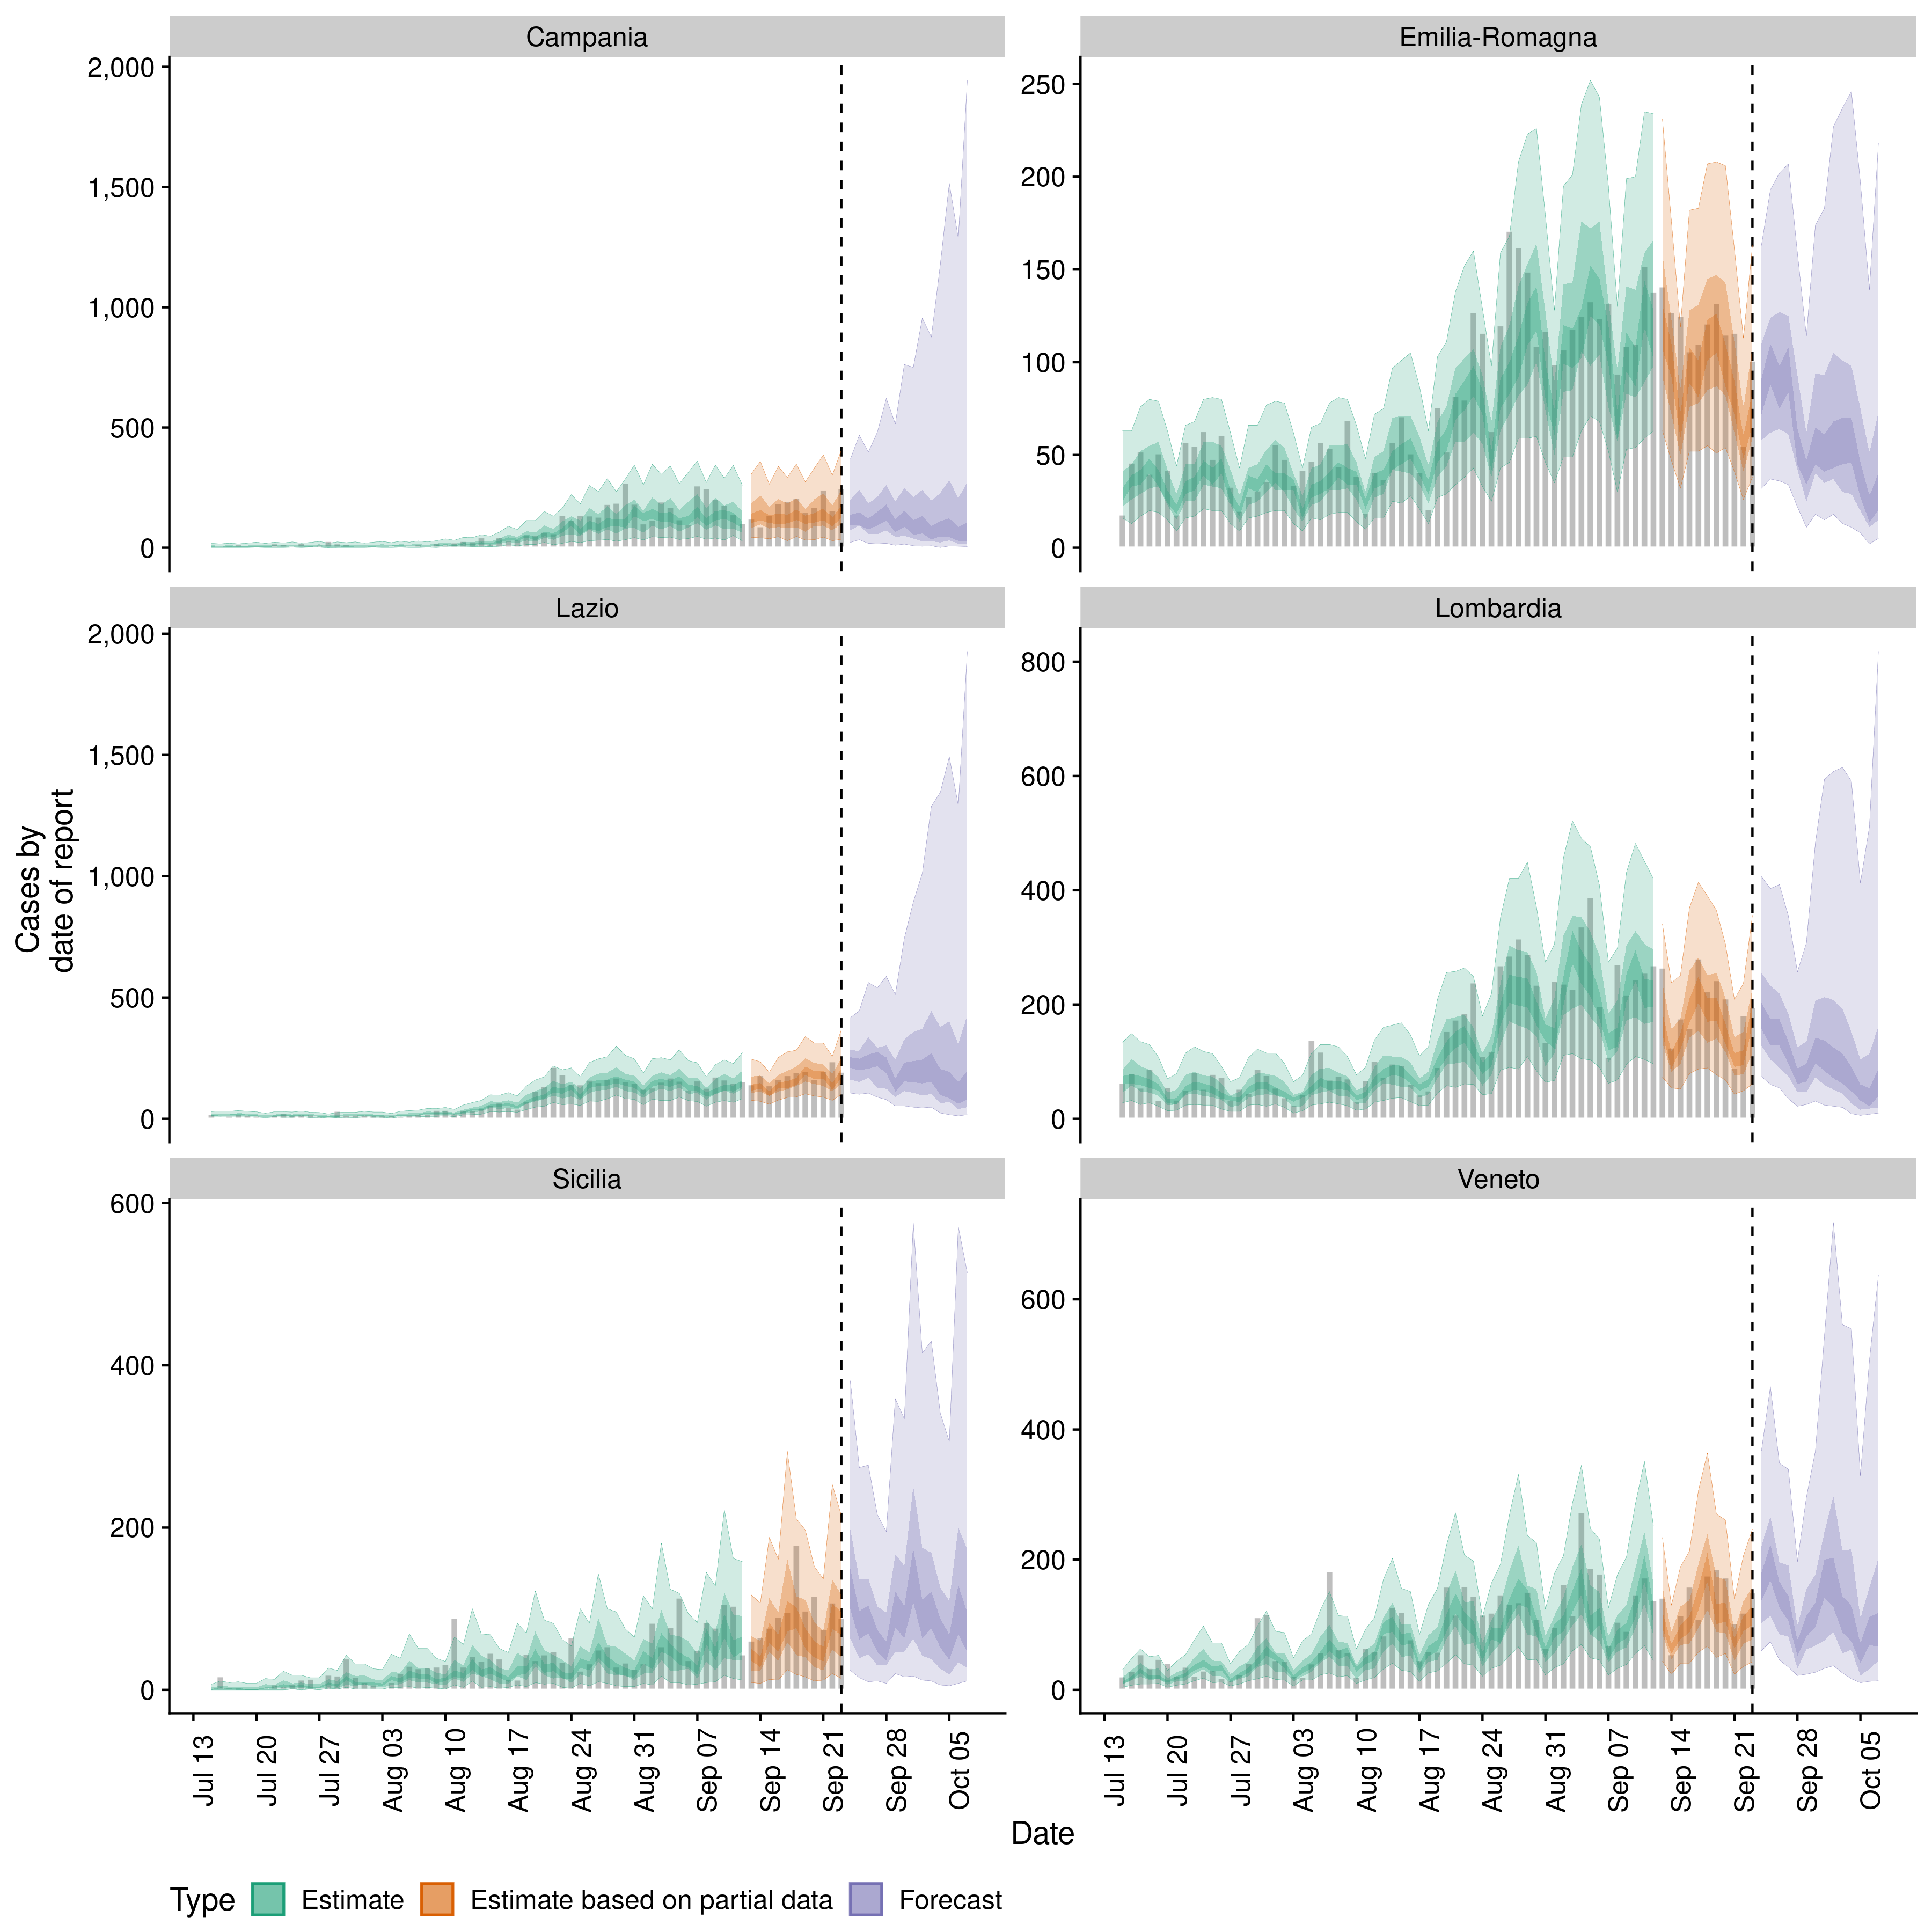 Campania
Emilia-Romagna
2,000
1,500
1,000
500
0
250
200
150
100
50
0
Lazio
Lombardia
2,000
1,500
1,000
500
0
800
600
400
200
0
Cases by
date of report
Sicilia
Veneto
600
400
200
0
600
400
200
0
Jul 13
Jul 20
Jul 27
Aug 03
Aug 10
Aug 17
Aug 24
Aug 31
Sep 07
Sep 14
Sep 21
Sep 28
Oct 05
Jul 13
Jul 20
Jul 27
Aug 03
Aug 10
Aug 17
Aug 24
Aug 31
Sep 07
Sep 14
Sep 21
Sep 28
Oct 05
Date
Type Estimate Estimate based on partial data Forecast